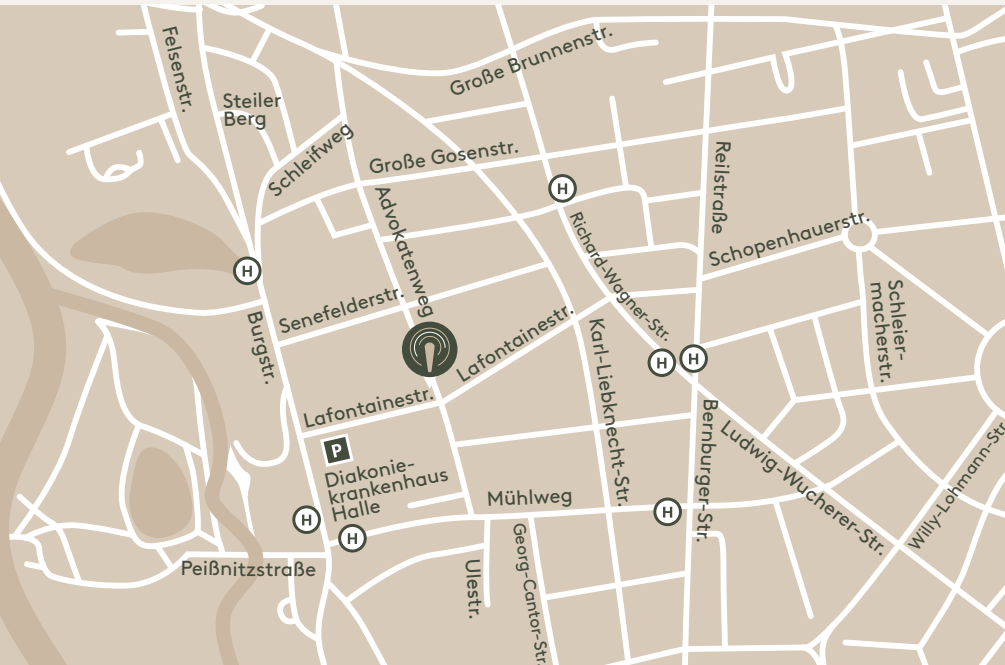 Felsenstr.
Große Brunnenstr.
Steiler
Berg
Schleifweg
Große Gosenstr.
Reilstraße
H
Advokatenweg
Richard-Wagner-Str.
Schopenhauerstr.
H
Schleier-
macherstr.
Senefelderstr.
Burgstr.
Lafontainestr.
Karl-Liebknecht-Str.
H
H
Lafontainestr.
Bernburger-Str.
Ludwig-Wucherer-Str.
Willy-Lohmann-Str
P
Diakonie-
krankenhaus
Halle
Mühlweg
H
H
H
Peißnitzstraße
Ulestr.
Georg-Cantor-Str.